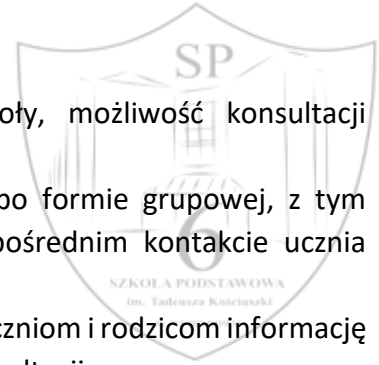 SP
oły, możliwość konsultacji
bo formie grupowej, z tym
pośrednim kontakcie ucznia
6
SZKOŁA PODSTAWOWA
im. Tadeusza Kościuszki
czniom i rodzicom informację